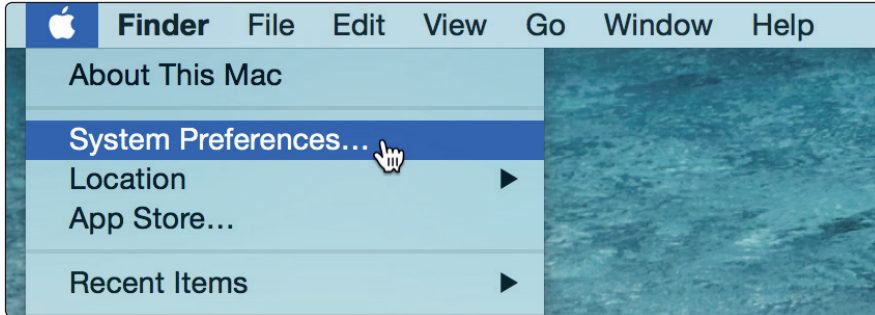 Finder File Edit View Go Window Help
About This Mac
System Preferences...
Location
App Store...
Recent Items